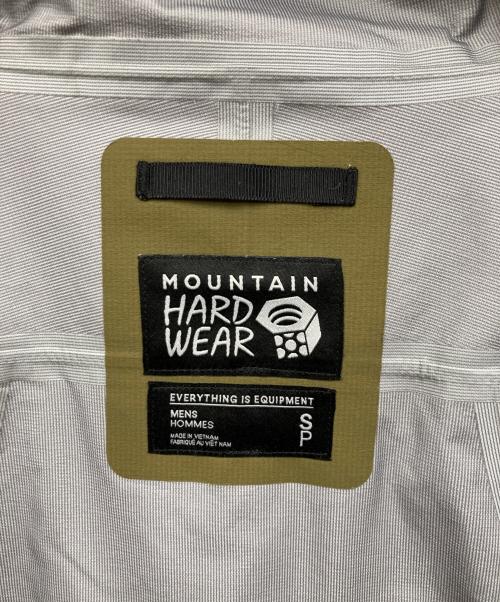 MOUNTAIN
HARD
WEAR
EVERYTHING IS EQUIPMENT
MENS
HOMMES
S
P
MADE IN VIETNAM
FABRIQUÉ AU VIÊT NAM